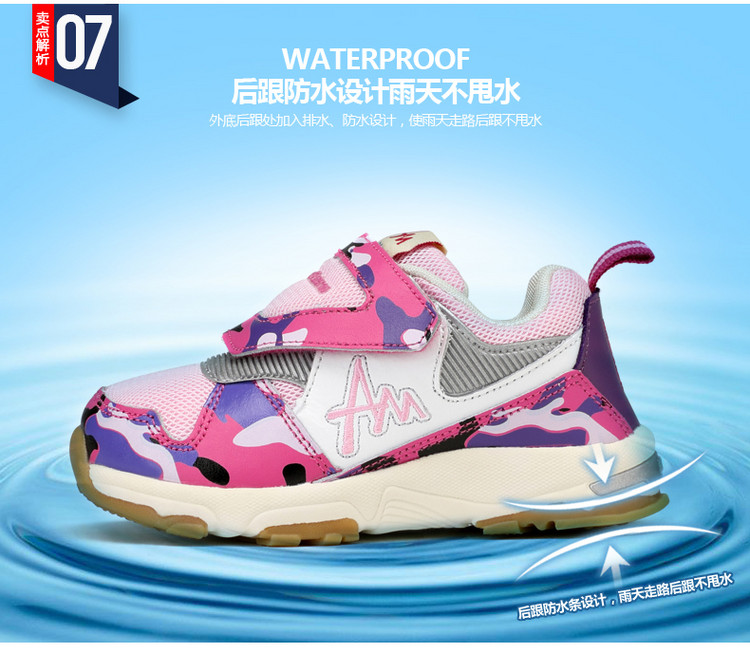 卖点解析
07
WATERPROOF
后跟防水设计雨天不甩水
外底后跟处加入排水、防水设计，使雨天走路后跟不甩水
AM
后跟防水条设计，雨天走路后跟不甩水